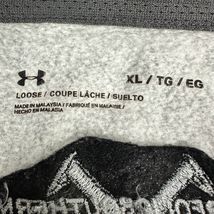 XL / TG / EG
LOOSE / COUPE LÂCHE / SUELTO
MADE IN MALAYSIA / FABRIQUÉ EN MALAISIE /
HECHO EN MALASIA